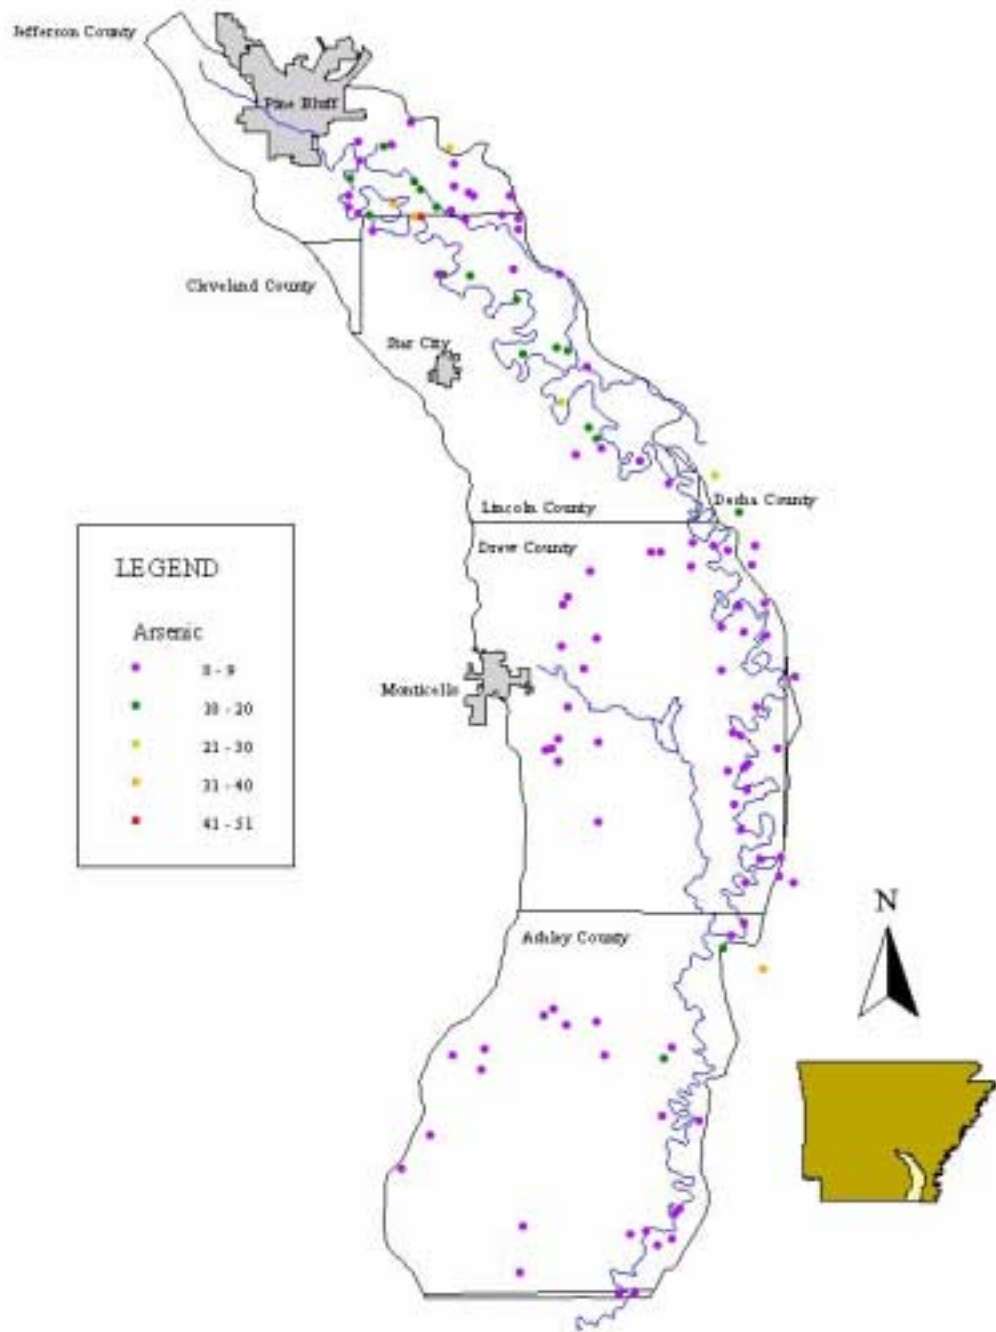 Jefferson County
Pine Bluff
Cleveland County
Star City
Lincoln County
Desha County
Drew County
LEGEND
Arsenic
0 - 9
10 - 20
21 - 30
31 - 40
41 - 51
Monticello
Ashley County
N